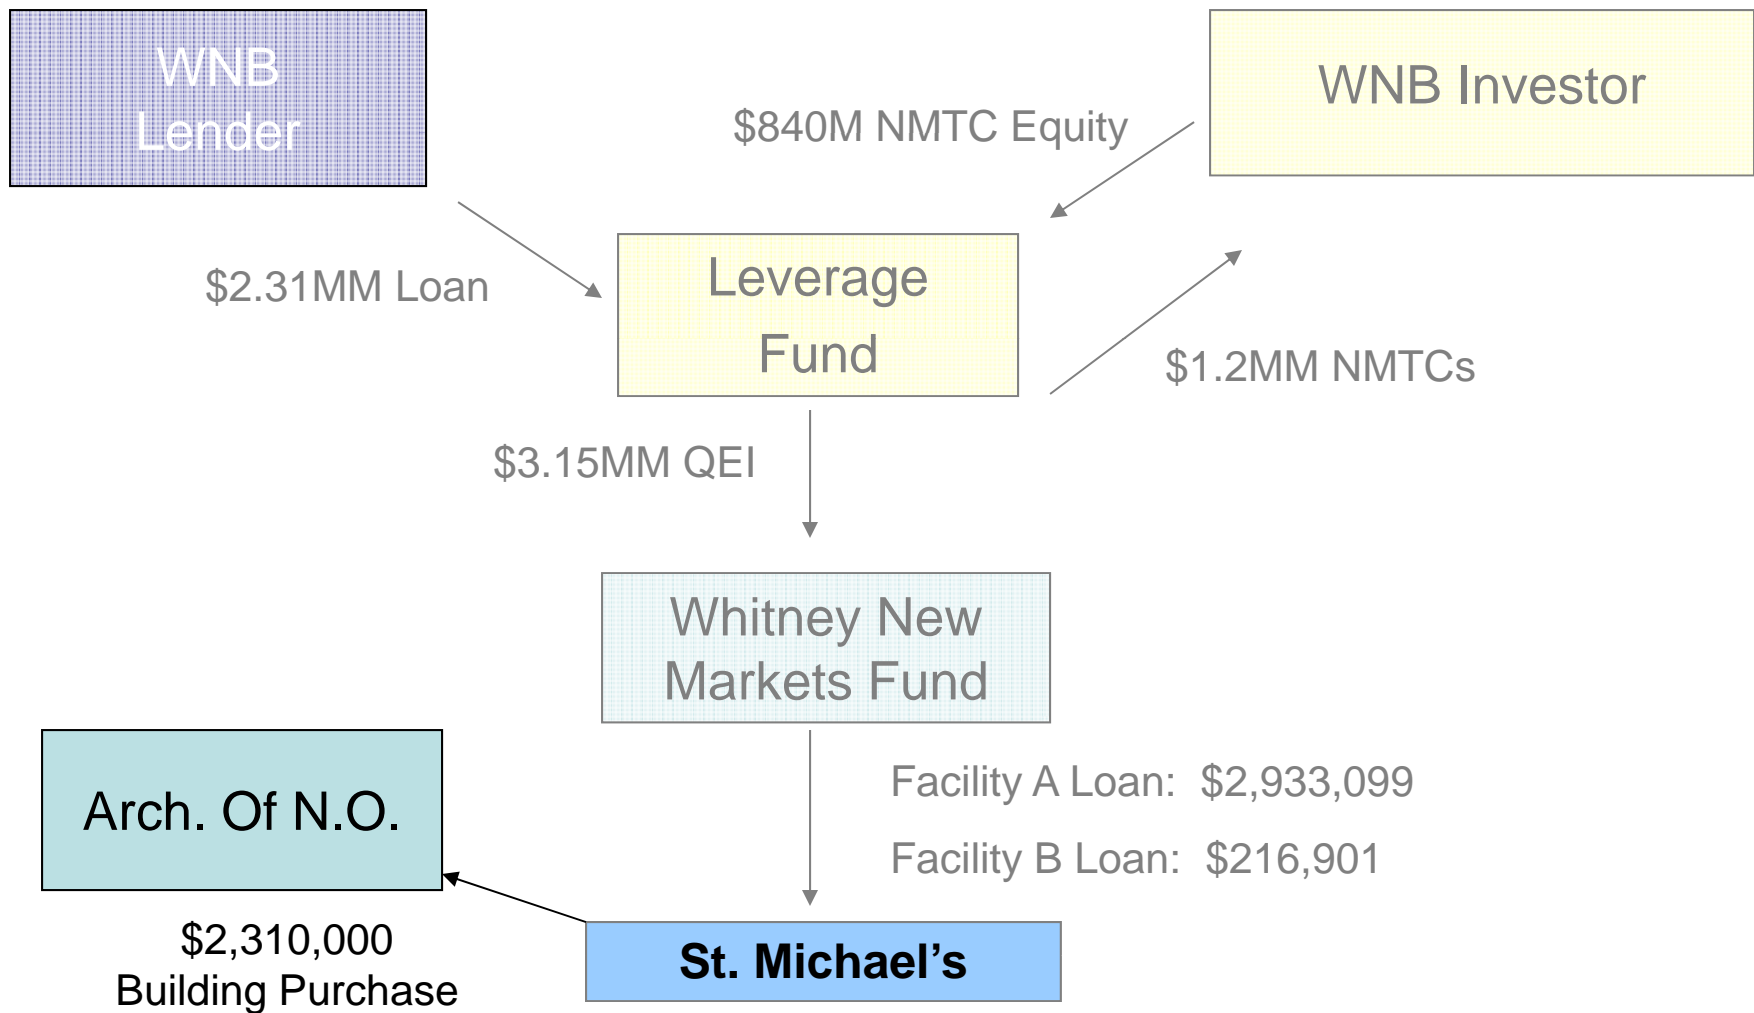 WNB
Lender
WNB Investor
$840M NMTC Equity
$2.31MM Loan
Leverage
Fund
$1.2MM NMTCs
$3.15MM QEI
Whitney New
Markets Fund
Facility A Loan: $2,933,099
Facility B Loan: $216,901
Arch. Of N.O.
$2,310,000
Building Purchase
St. Michael’s